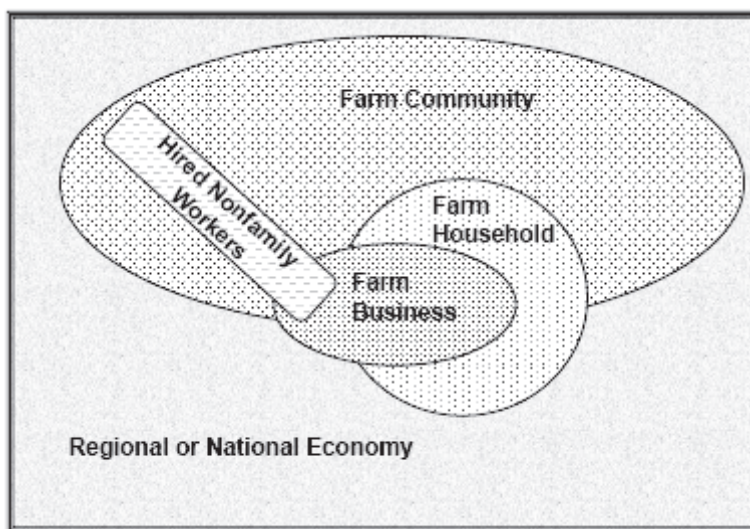 Farm Community
Hired Nonfamily
Workers
Farm
Household
Farm
Business
Regional or National Economy